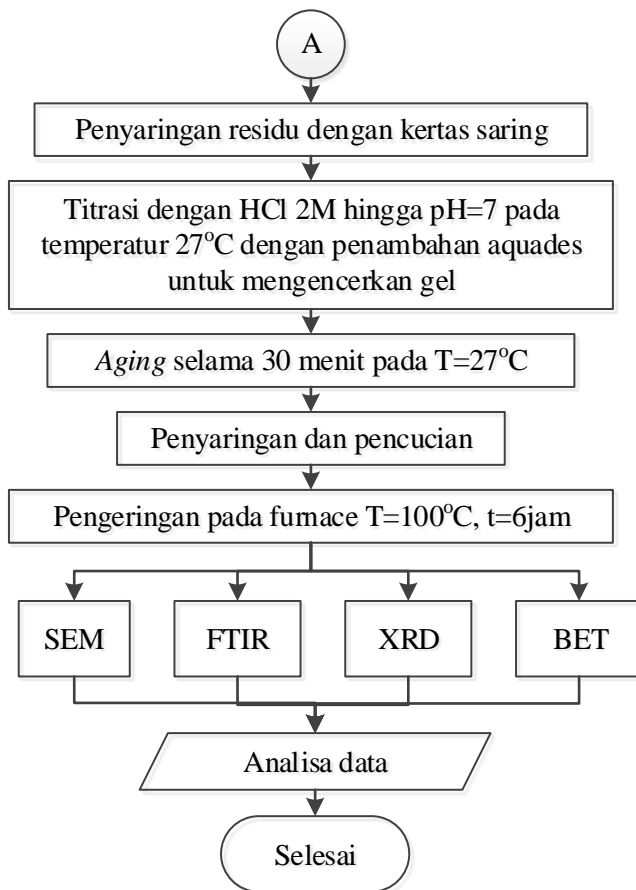 A
Penyaringan residu dengan kertas saring
Titrasi dengan HCl 2M hingga pH=7 pada
temperatur 27°C dengan penambahan aquades
untuk mengencerkan gel
Aging selama 30 menit pada T=27°C
Penyaringan dan pencucian
Pengeringan pada furnace T=100°C, t=6jam
SEM
FTIR
XRD
BET
Analisa data
Selesai